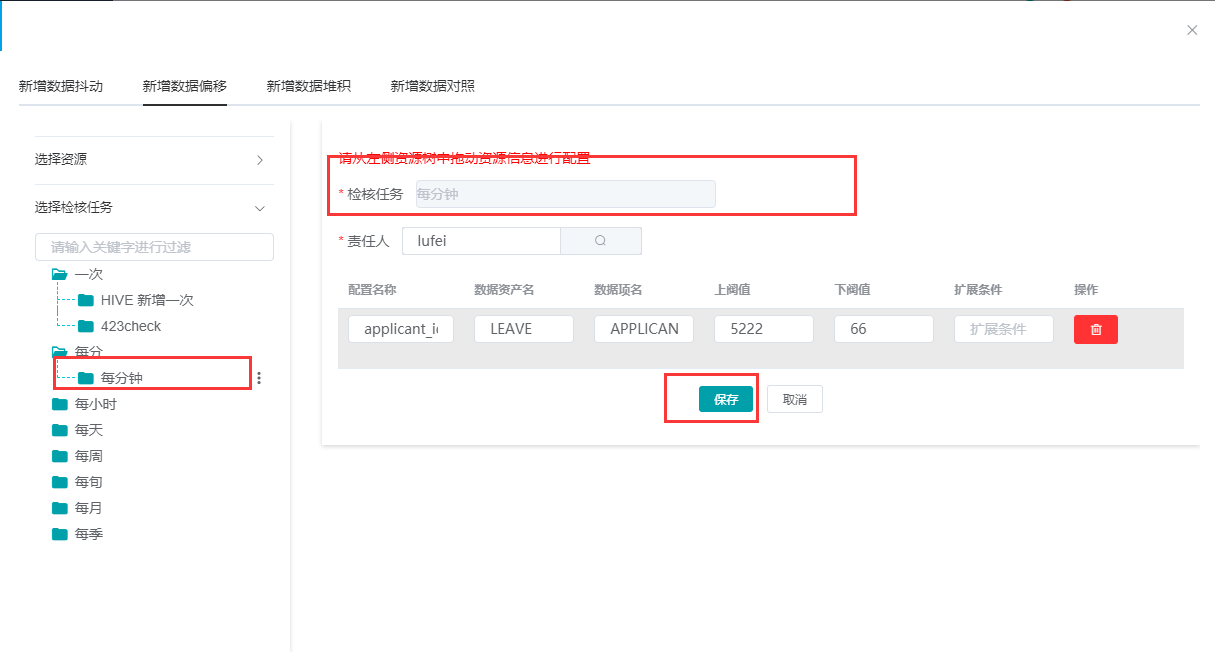 新增数据抖动 新增数据偏移 新增数据堆积 新增数据对照
选择资源
选择检核任务
请输入关键字进行过滤
一次
HIVE 新增一次
423check
每分
每分钟
每小时
每天
每周
每旬
每月
每季
请从左侧资源树中拖动资源信息进行配置
* 检核任务 每分钟
* 责任人 lufei
配置名称 数据资产名 数据项名 上阀值 下阀值 扩展条件 操作
applicant_ic LEAVE APPLICAN 5222 66 扩展条件
保存 取消